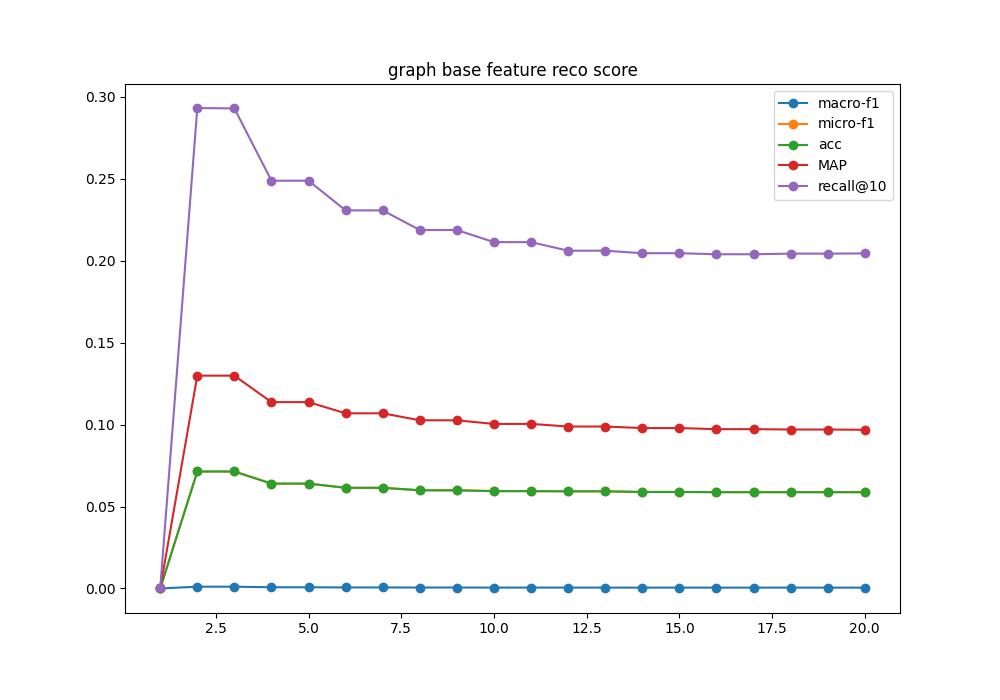 graph base feature reco score
0.30
0.25
0.20
0.15
0.10
0.05
0.00
macro-f1
micro-f1
acc
MAP
recall@10
2.5 5.0 7.5 10.0 12.5 15.0 17.5 20.0